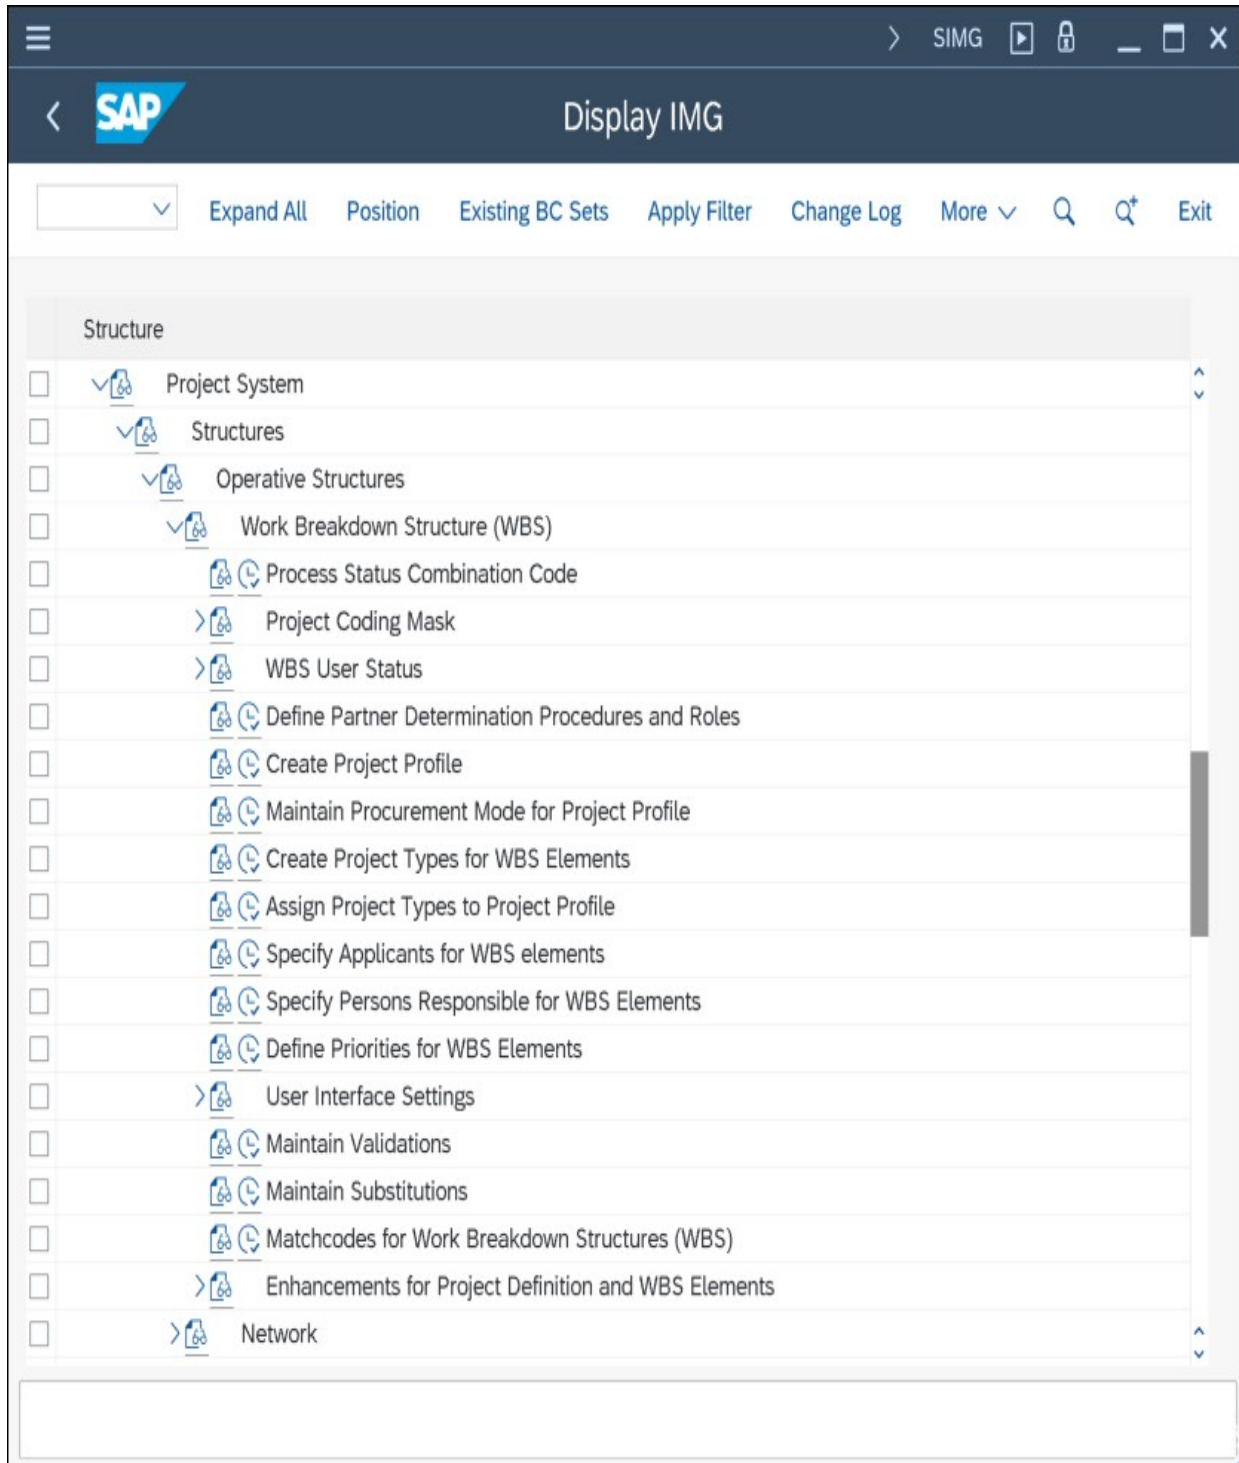 SIMG
SAP
Display IMG
Expand All Position Existing BC Sets Apply Filter Change Log More Exit
Structure
Project System
Structures
Operative Structures
Work Breakdown Structure (WBS)
Process Status Combination Code
Project Coding Mask
WBS User Status
Define Partner Determination Procedures and Roles
Create Project Profile
Maintain Procurement Mode for Project Profile
Create Project Types for WBS Elements
Assign Project Types to Project Profile
Specify Applicants for WBS elements
Specify Persons Responsible for WBS Elements
Define Priorities for WBS Elements
User Interface Settings
Maintain Validations
Maintain Substitutions
Matchcodes for Work Breakdown Structures (WBS)
Enhancements for Project Definition and WBS Elements
Network